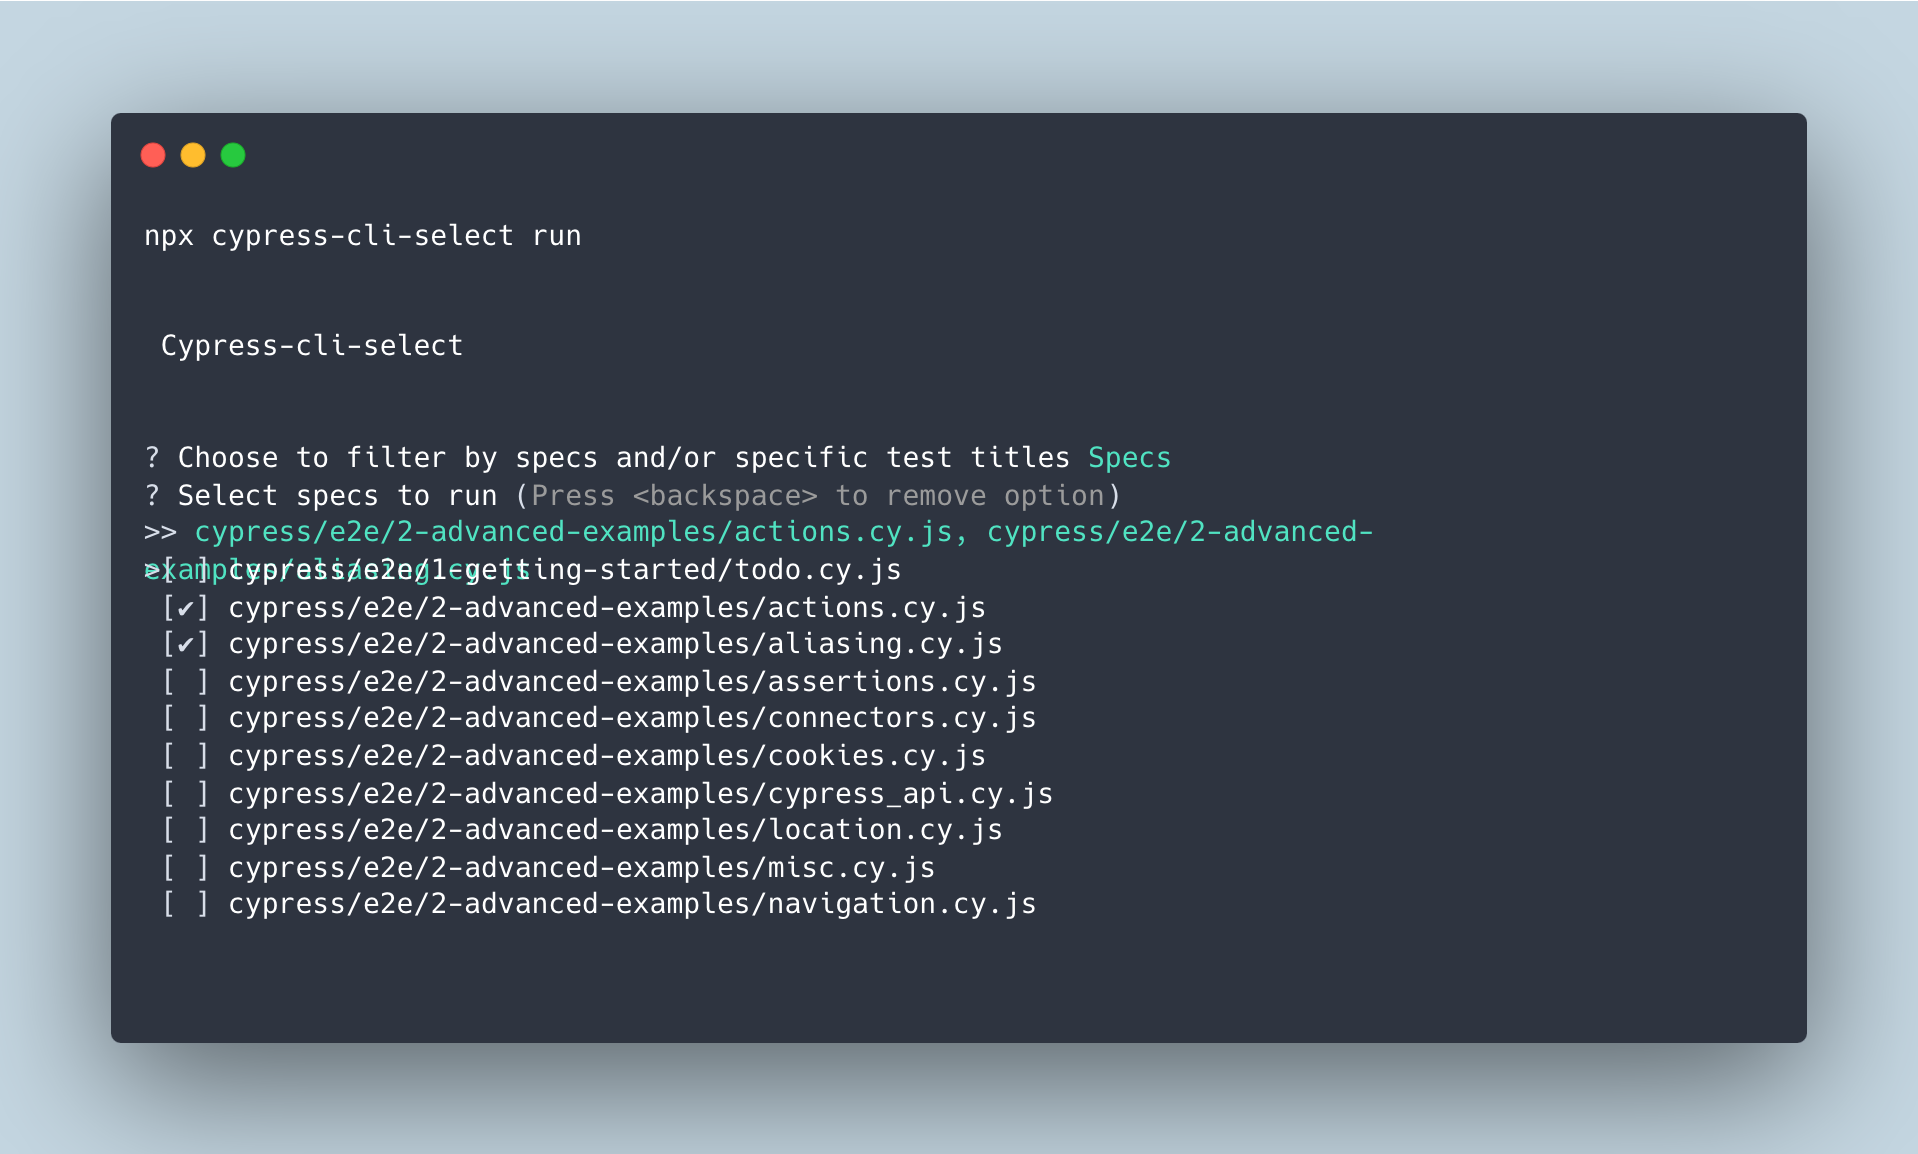 npx cypress-cli-select run
Cypress-cli-select
? Choose to filter by specs and/or specific test titles Specs
? Select specs to run (Press <backspace> to remove option)
>> cypress/e2e/2-advanced-examples/actions.cy.js, cypress/e2e/2-advanced-
examples/aliasing.cy.js
>[ ] cypress/e2e/1-getting-started/todo.cy.js
[✔] cypress/e2e/2-advanced-examples/actions.cy.js
[✔] cypress/e2e/2-advanced-examples/aliasing.cy.js
[ ] cypress/e2e/2-advanced-examples/assertions.cy.js
[ ] cypress/e2e/2-advanced-examples/connectors.cy.js
[ ] cypress/e2e/2-advanced-examples/cookies.cy.js
[ ] cypress/e2e/2-advanced-examples/cypress_api.cy.js
[ ] cypress/e2e/2-advanced-examples/location.cy.js
[ ] cypress/e2e/2-advanced-examples/misc.cy.js
[ ] cypress/e2e/2-advanced-examples/navigation.cy.js